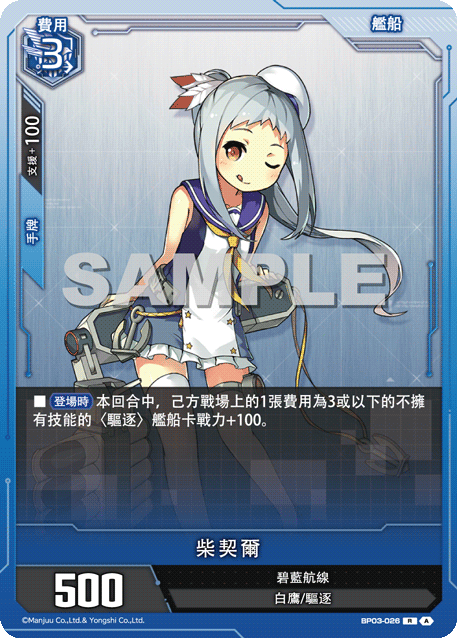 費用
3
艦船
支援+100
手牌
SAMPLE
■ 登場時 本回合中，己方戰場上的1張費用為3或以下的不擁
有技能的〈驅逐〉艦船卡戰力+100。
柴契爾
500
碧藍航線
白鷹/驅逐
©Manjuu Co.,Ltd.& Yongshi Co.,Ltd.
BP03-026 R A